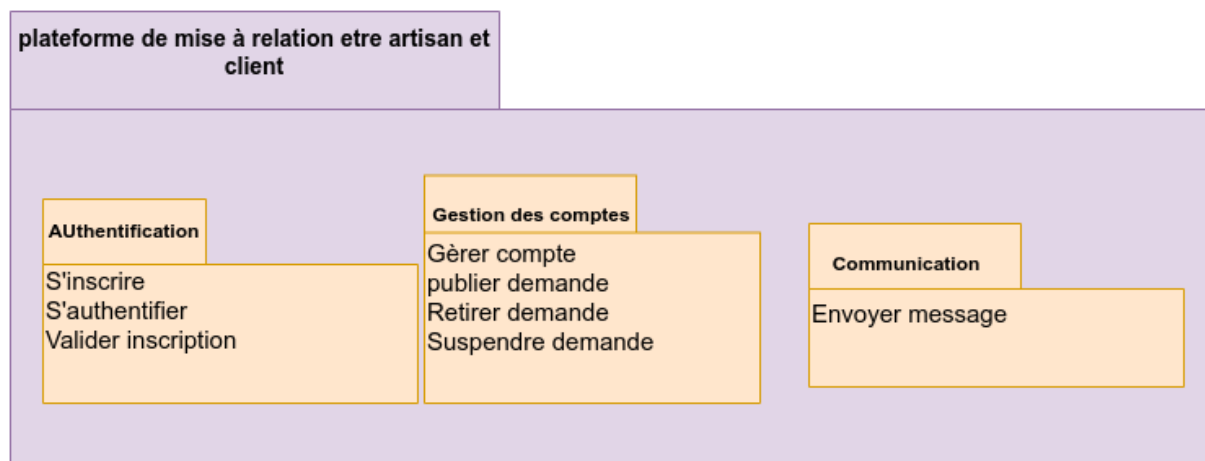 plateforme de mise à relation etre artisan et
client
AUthentification
S'inscrire
S'authentifier
Valider inscription
Gestion des comptes
Gèrer compte
publier demande
Retirer demande
Suspendre demande
Communication
Envoyer message